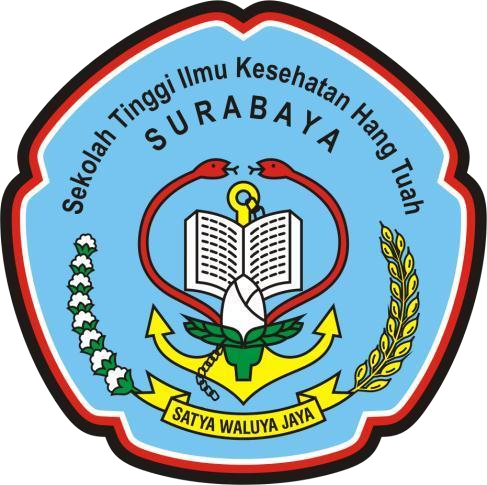 Sekolah Tinggi Ilmu Kesehatan Hang Tuah
SURABAYA
SATYA WALUYA JAYA